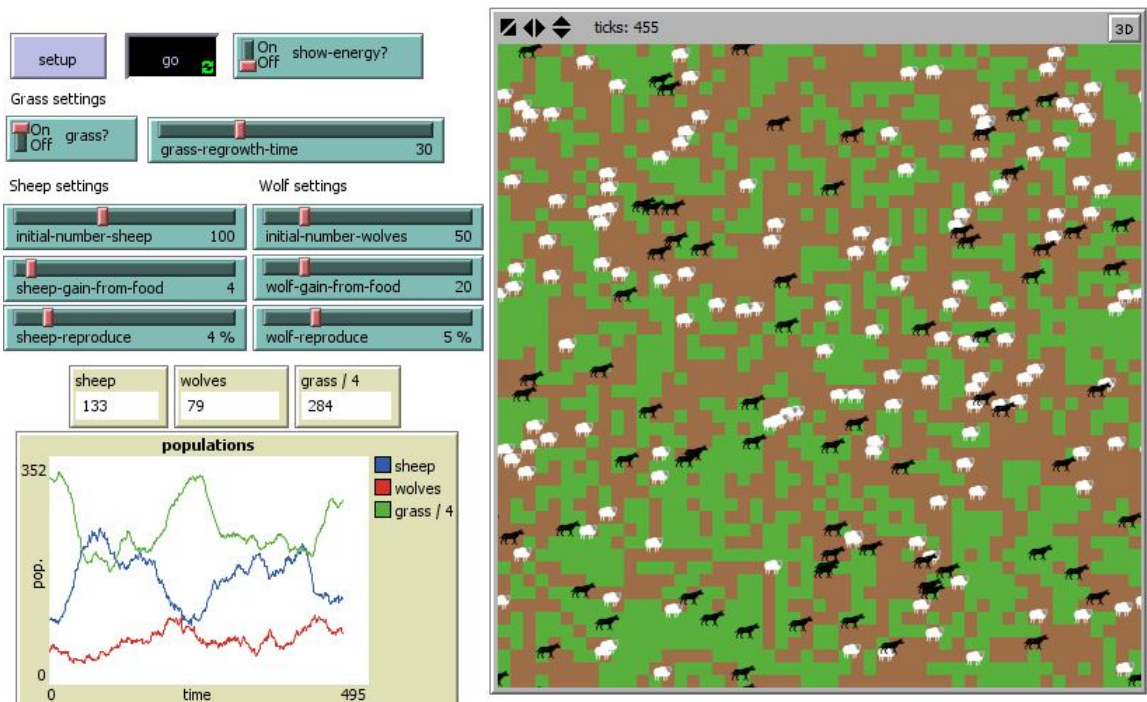 setup
go
On
Off
show-energy?
Grass settings
On
Off
grass?
grass-regrowth-time 30
Sheep settings
Wolf settings
initial-number-sheep 100
initial-number-wolves 50
sheep-gain-from-food 4
wolf-gain-from-food 20
sheep-reproduce 4 %
wolf-reproduce 5 %
sheep
133
wolves
79
grass / 4
284
populations
352
pop.
0
0
time
495
sheep
wolves
grass / 4
ticks: 455
3D